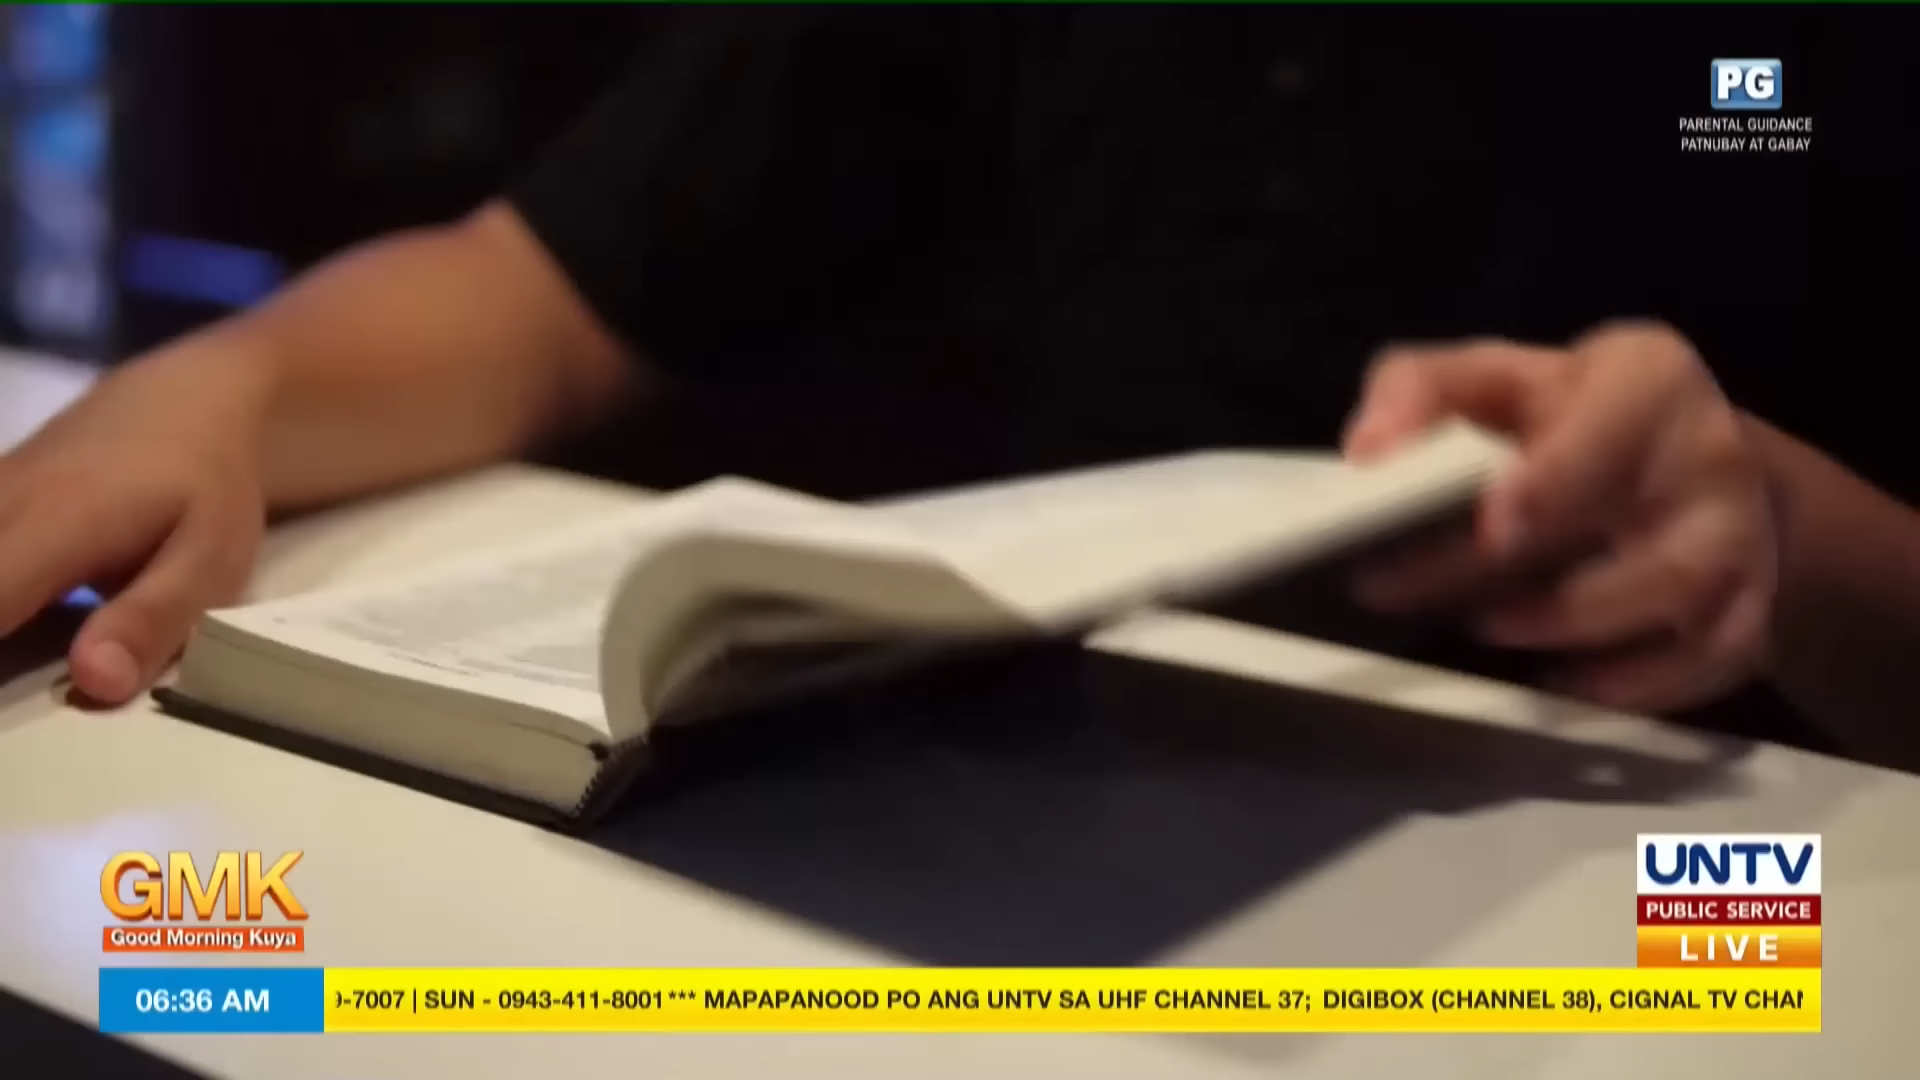 PG
PARENTAL GUIDANCE
PATNUBAY AT GABAY
GMK
Good Morning Kuya
UNTV
PUBLIC SERVICE
LIVE
06:36 AM
9-7007 | SUN - 0943-411-8001 *** MAPAPANOOD PO ANG UNTV SA UHF CHANNEL 37; DIGIBOX (CHANNEL 38), CIGNAL TV